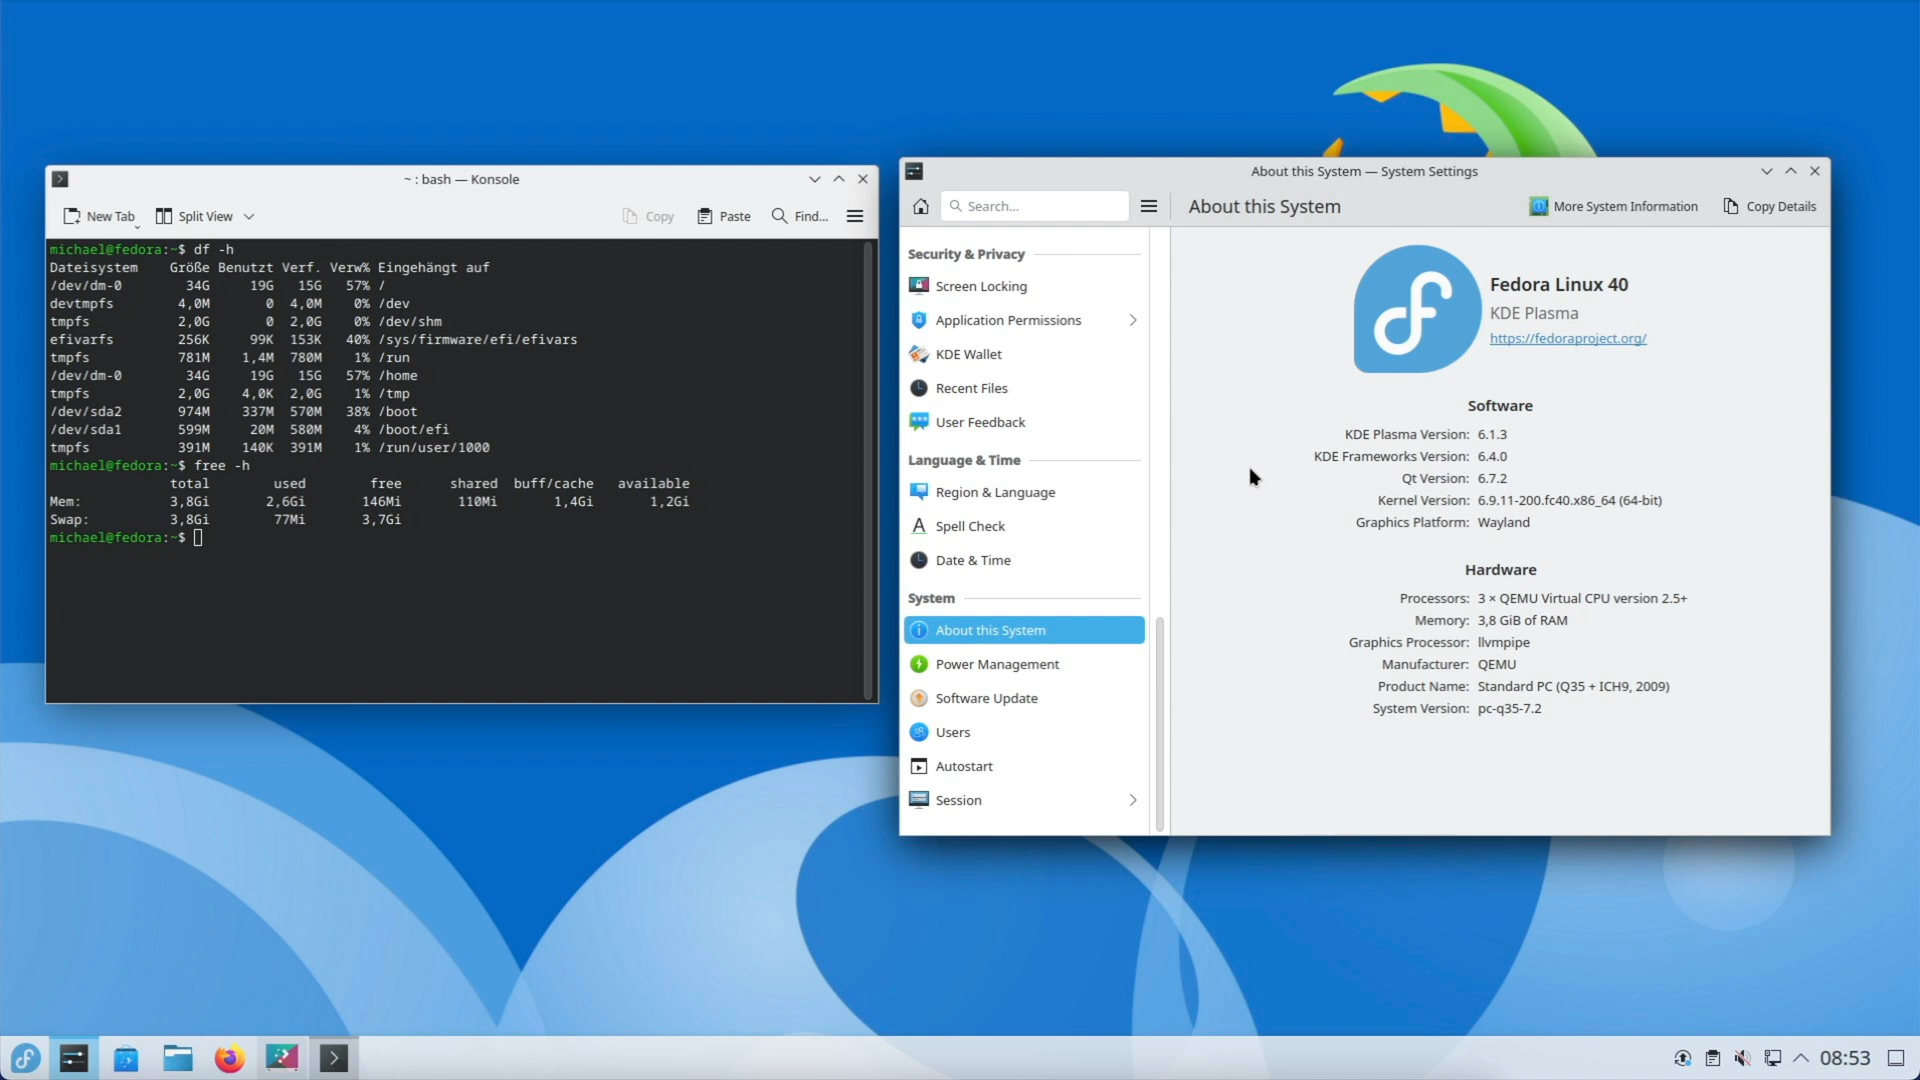 ~ : bash — Konsole
New Tab Split View Copy Paste Find...
michael@fedora:~$ df -h
Dateisystem Größe Benutzt Verf. Verw% Eingehängt auf
/dev/dm-0 34G 19G 15G 57% /
devtmpfs 4,0M 0 4,0M 0% /dev
tmpfs 2,0G 0 2,0G 0% /dev/shm
efivarfs 256K 99K 153K 40% /sys/firmware/efi/efivars
tmpfs 781M 1,4M 780M 1% /run
/dev/dm-0 34G 19G 15G 57% /home
tmpfs 2,0G 4,0K 2,0G 1% /tmp
/dev/sda2 974M 337M 570M 38% /boot
/dev/sda1 599M 20M 580M 4% /boot/efi
tmpfs 391M 140K 391M 1% /run/user/1000
michael@fedora:~$ free -h
total used free shared buff/cache available
Mem: 3,8Gi 2,6Gi 146Mi 110Mi 1,4Gi 1,2Gi
Swap: 3,8Gi 77Mi 3,7Gi
michael@fedora:~$
About this System — System Settings
Search...
About this System
More System Information
Copy Details
Security & Privacy
Screen Locking
Application Permissions
KDE Wallet
Recent Files
User Feedback
Language & Time
Region & Language
Spell Check
Date & Time
System
About this System
Power Management
Software Update
Users
Autostart
Session
Fedora Linux 40
KDE Plasma
https://fedoraproject.org/
Software
KDE Plasma Version: 6.1.3
KDE Frameworks Version: 6.4.0
Qt Version: 6.7.2
Kernel Version: 6.9.11-200.fc40.x86_64 (64-bit)
Graphics Platform: Wayland
Hardware
Processors: 3 × QEMU Virtual CPU version 2.5+
Memory: 3,8 GiB of RAM
Graphics Processor: llvmpipe
Manufacturer: QEMU
Product Name: Standard PC (Q35 + ICH9, 2009)
System Version: pc-q35-7.2
08:53